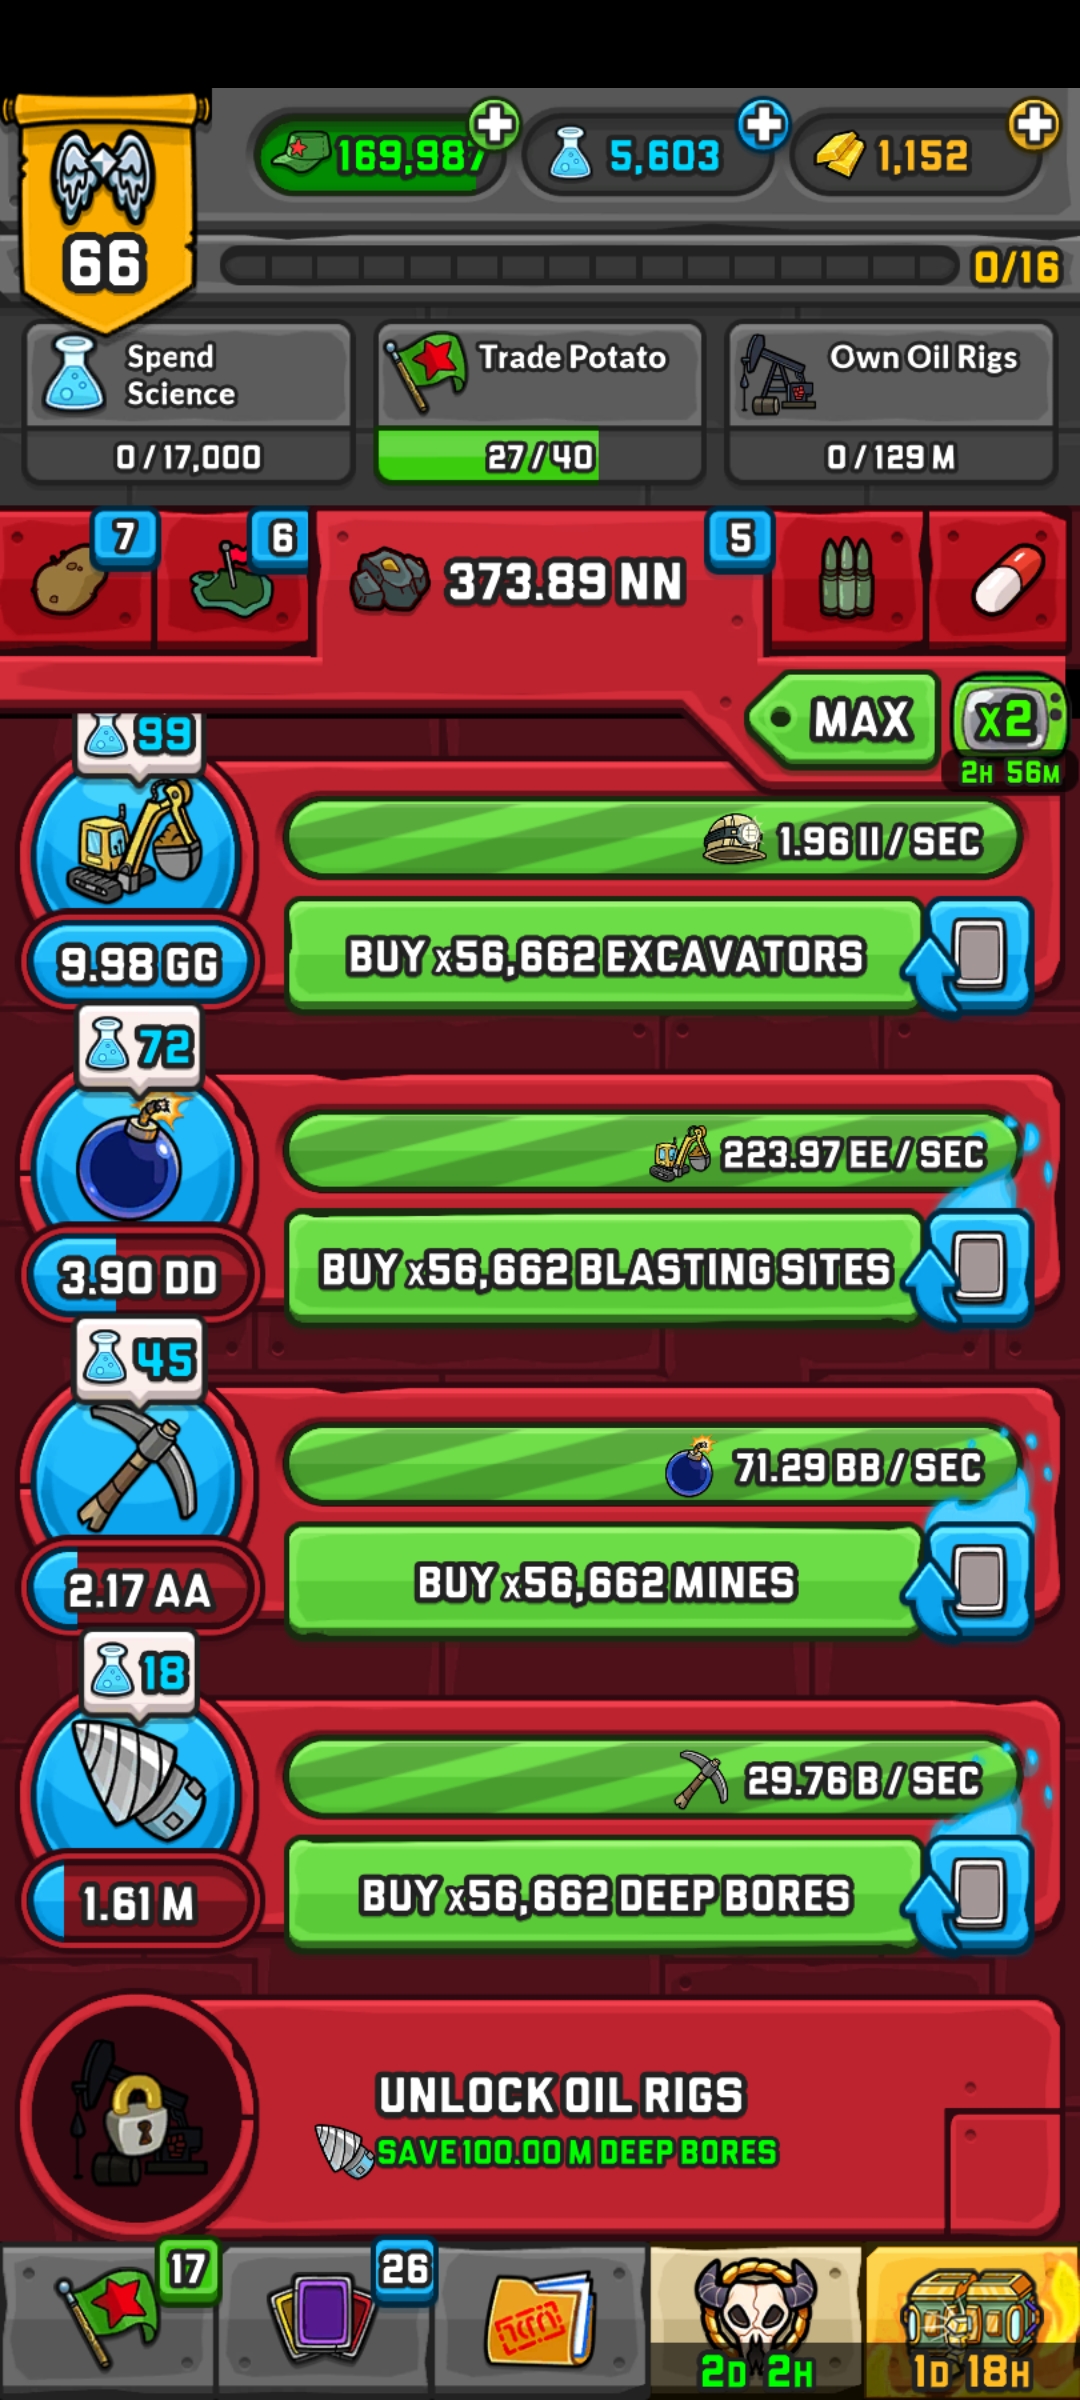 169,987
5,603
1,152
66
0/16
Spend
Science
0 / 17,000
Trade Potato
27 / 40
Own Oil Rigs
0 / 129 M
7
6
373.89 NN
5
MAX
x2
2H 56M
99
1.96 II / SEC
9.98 GG
BUY x56,662 EXCAVATORS
72
223.97 EE / SEC
3.90 DD
BUY x56,662 BLASTING SITES
45
71.29 BB / SEC
2.17 AA
BUY x56,662 MINES
18
29.76 B / SEC
1.61 M
BUY x56,662 DEEP BORES
UNLOCK OIL RIGS
SAVE 100.00 M DEEP BORES
17
26
2D 2H
1D 18H